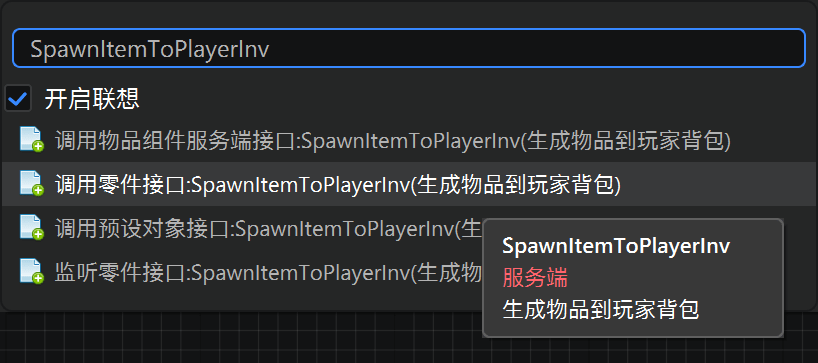 SpawnItemToPlayerInv
开启联想
调用物品组件服务端接口:SpawnItemToPlayerInv(生成物品到玩家背包)
调用零件接口:SpawnItemToPlayerInv(生成物品到玩家背包)
调用预设对象接口:SpawnItemToPlayerInv(生
监听零件接口:SpawnItemToPlayerInv(生成物
SpawnItemToPlayerInv
服务端
生成物品到玩家背包